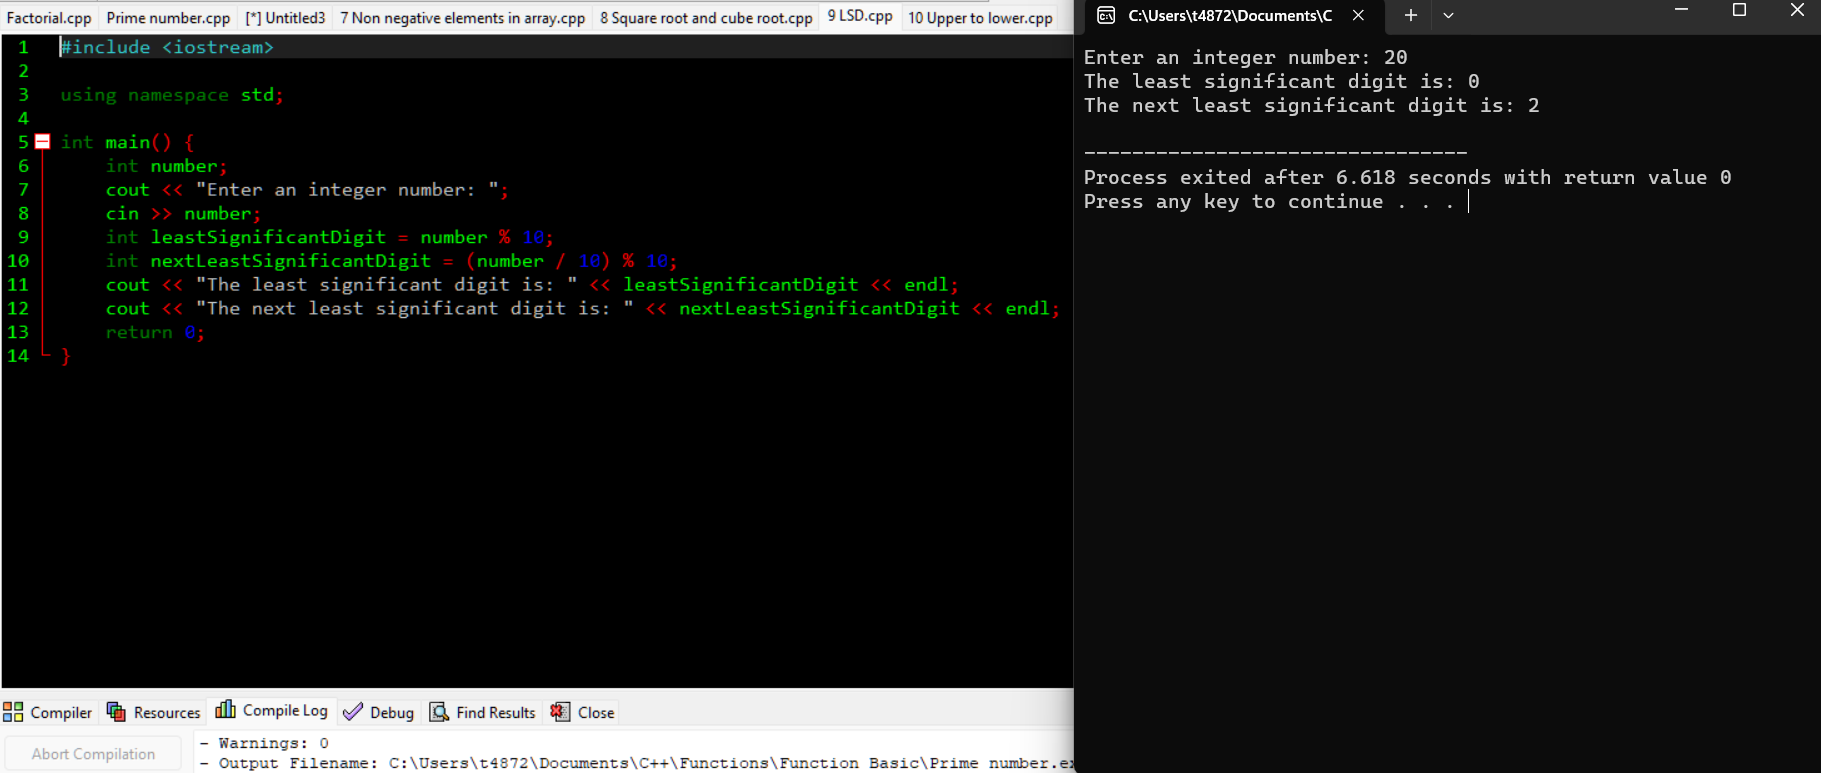 Factorial.cpp Prime number.cpp [*] Untitled3 7 Non negative elements in array.cpp 8 Square root and cube root.cpp 9 LSD.cpp 10 Upper to lower.cpp
1 #include <iostream>
2
3 using namespace std;
4
5 int main() {
6 int number;
7 cout << "Enter an integer number: ";
8 cin >> number;
9 int leastSignificantDigit = number % 10;
10 int nextLeastSignificantDigit = (number / 10) % 10;
11 cout << "The least significant digit is: " << leastSignificantDigit << endl;
12 cout << "The next least significant digit is: " << nextLeastSignificantDigit << endl;
13 return 0;
14 }
Compiler Resources Compile Log Debug Find Results Close
Abort Compilation
- Warnings: 0
- Output Filename: C:\Users\t4872\Documents\C++\Functions\Function Basic\Prime number.ex
C:\Users\t4872\Documents\C
Enter an integer number: 20
The least significant digit is: 0
The next least significant digit is: 2
--------------------------------
Process exited after 6.618 seconds with return value 0
Press any key to continue . . .